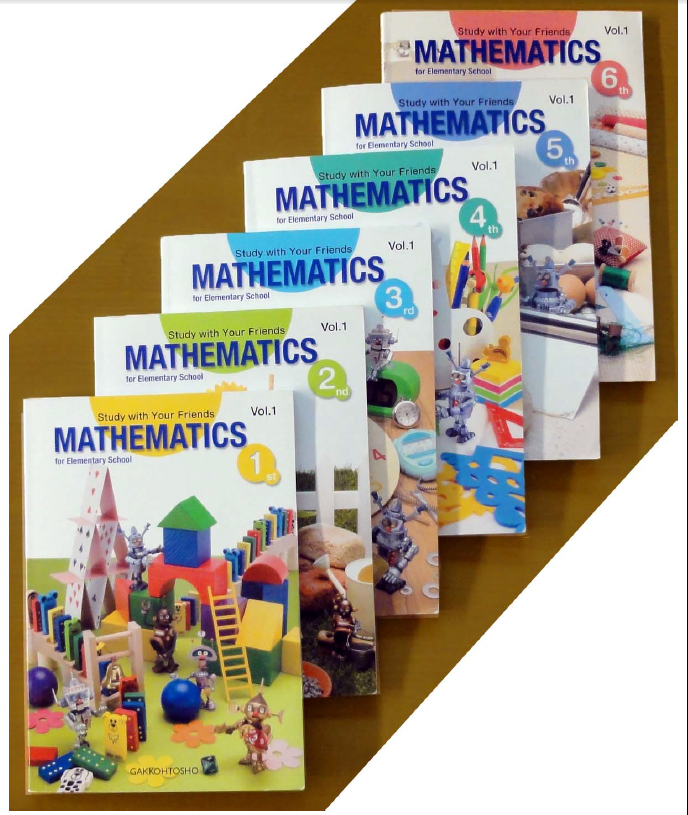 Study with Your Friends
Vol.1
MATHEMATICS
for Elementary School
6th
Study with Your Friends
Vol.1
MATHEMATICS
for Elementary School
5th
Study with Your Friends
Vol.1
MATHEMATICS
for Elementary School
4th
Study with Your Friends
Vol.1
MATHEMATICS
for Elementary School
3rd
Study with Your Friends
Vol.1
MATHEMATICS
for Elementary School
2nd
Study with Your Friends
Vol.1
MATHEMATICS
for Elementary School
1st
GAKKOHTOSHO